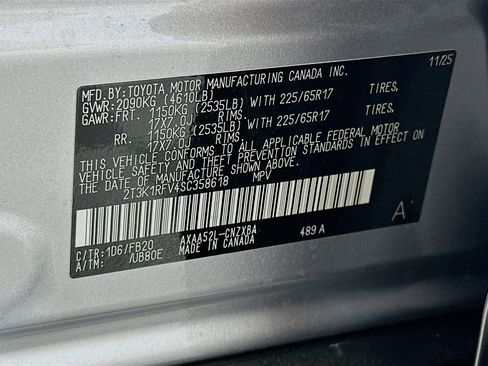 MFD. BY: TOYOTA MOTOR MANUFACTURING CANADA INC. 11/25
GVWR: 2090KG (4610LB)
GAWR: FRT. 1150KG (2535LB) WITH 225/65R17 TIRES,
17X7.0J RIMS.
RR. 1150KG (2535LB) WITH 225/65R17 TIRES,
17X7.0J RIMS.
THIS VEHICLE CONFORMS TO ALL APPLICABLE FEDERAL MOTOR
VEHICLE SAFETY AND THEFT PREVENTION STANDARDS IN EFFECT ON
THE DATE OF MANUFACTURE SHOWN ABOVE.
2T3K1RFV4SC358618 MPV
A
C/TR: 1D6/FB20 AXAA52L-CNZXBA 489 A
A/TM: /UB80E MADE IN CANADA